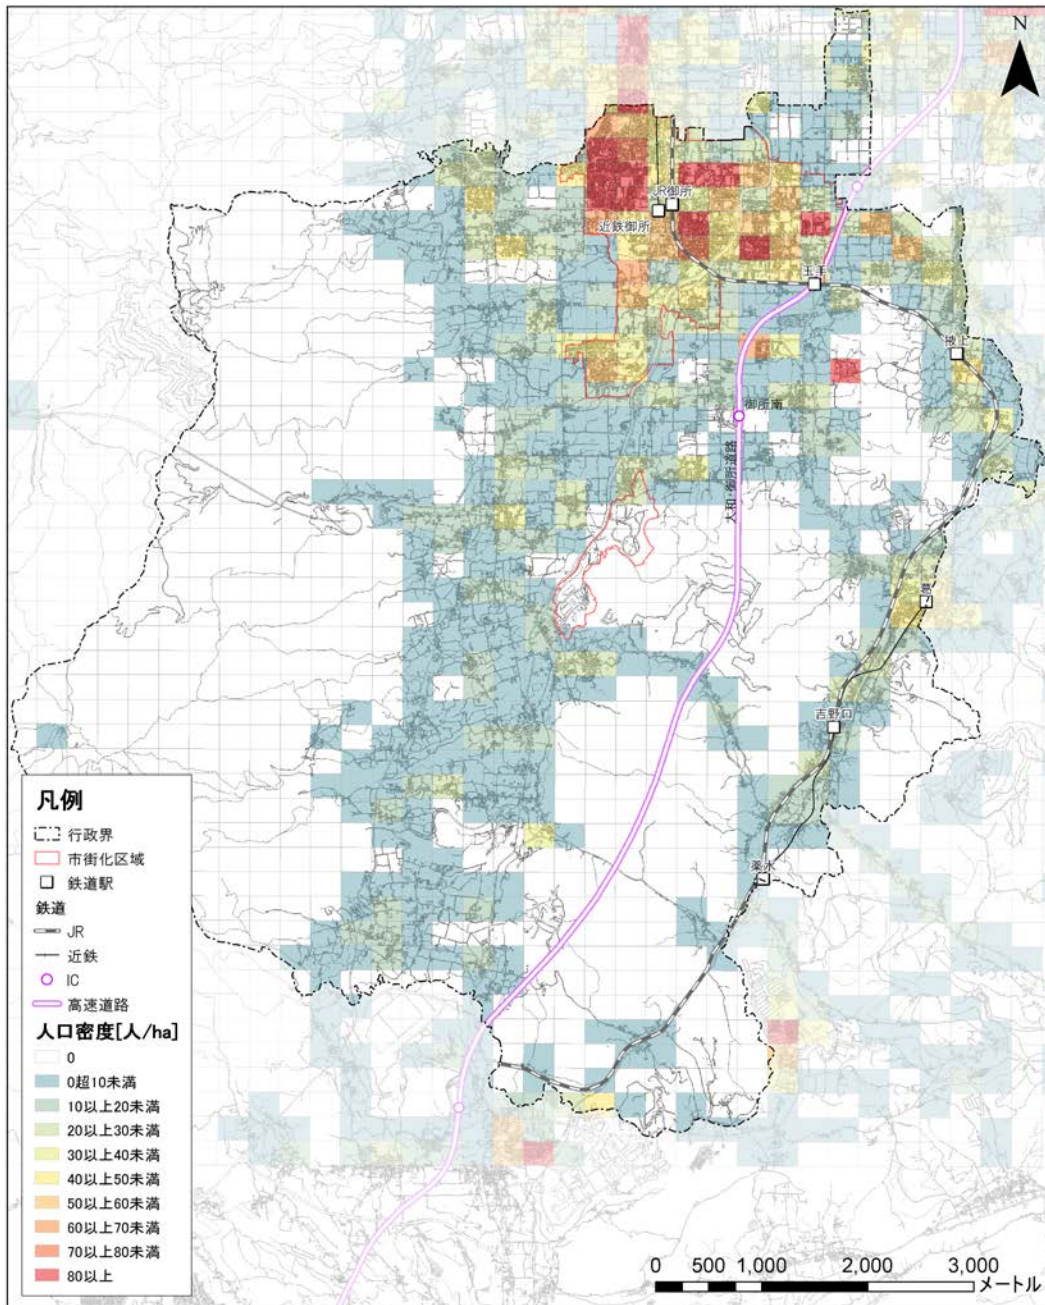 N
JR御所
近鉄御所
玉手
掖上
御所南
大和・御所道路
葛
吉野口
薬水
凡例
行政界
市街化区域
鉄道駅
鉄道
JR
近鉄
IC
高速道路
人口密度[人/ha]
0
0超10未満
10以上20未満
20以上30未満
30以上40未満
40以上50未満
50以上60未満
60以上70未満
70以上80未満
80以上
0 500 1,000 2,000 3,000
メートル